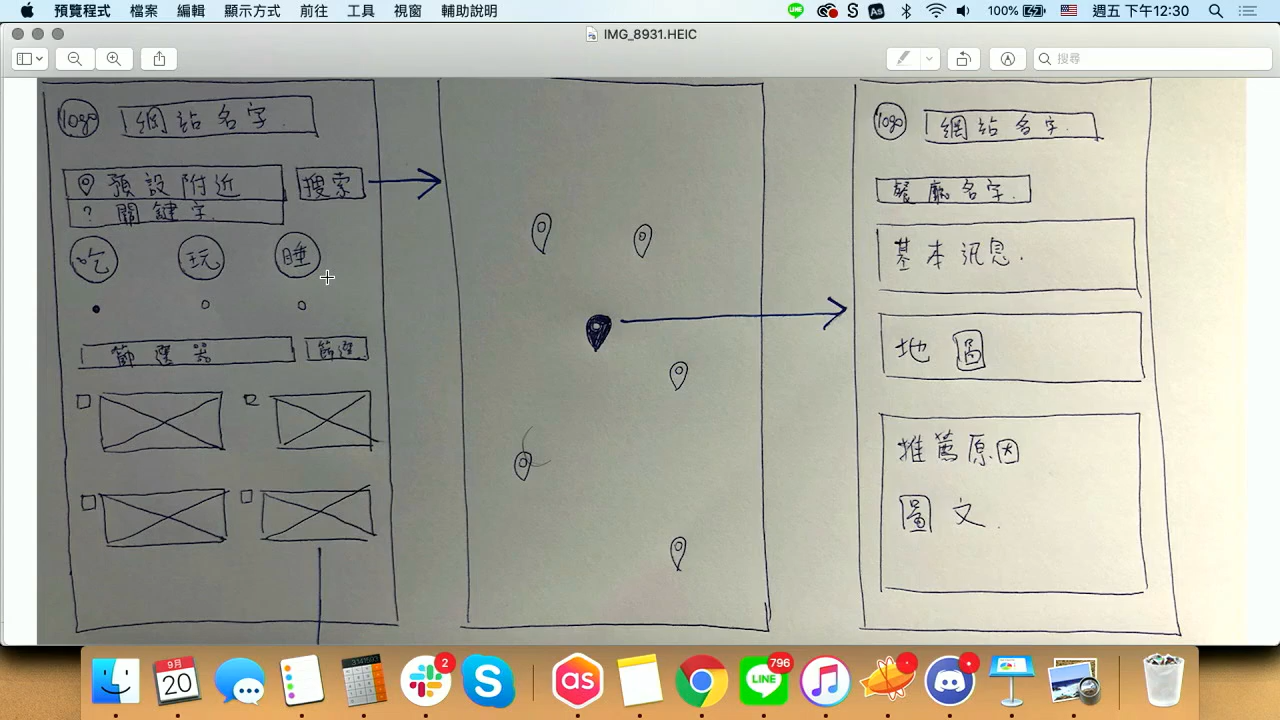 預覽程式 檔案 編輯 顯示方式 前往 工具 視窗 輔助說明 100% 週五 下午12:30
IMG_8931.HEIC
搜尋
logo 網站名字.
預設附近 搜索
? 關鍵字.
吃 玩 睡
篩選器 篩選
logo 網站名字.
餐廳名字.
基本訊息.
地圖
推薦原因
圖文.
9月
20
2
S
as
LINE
796